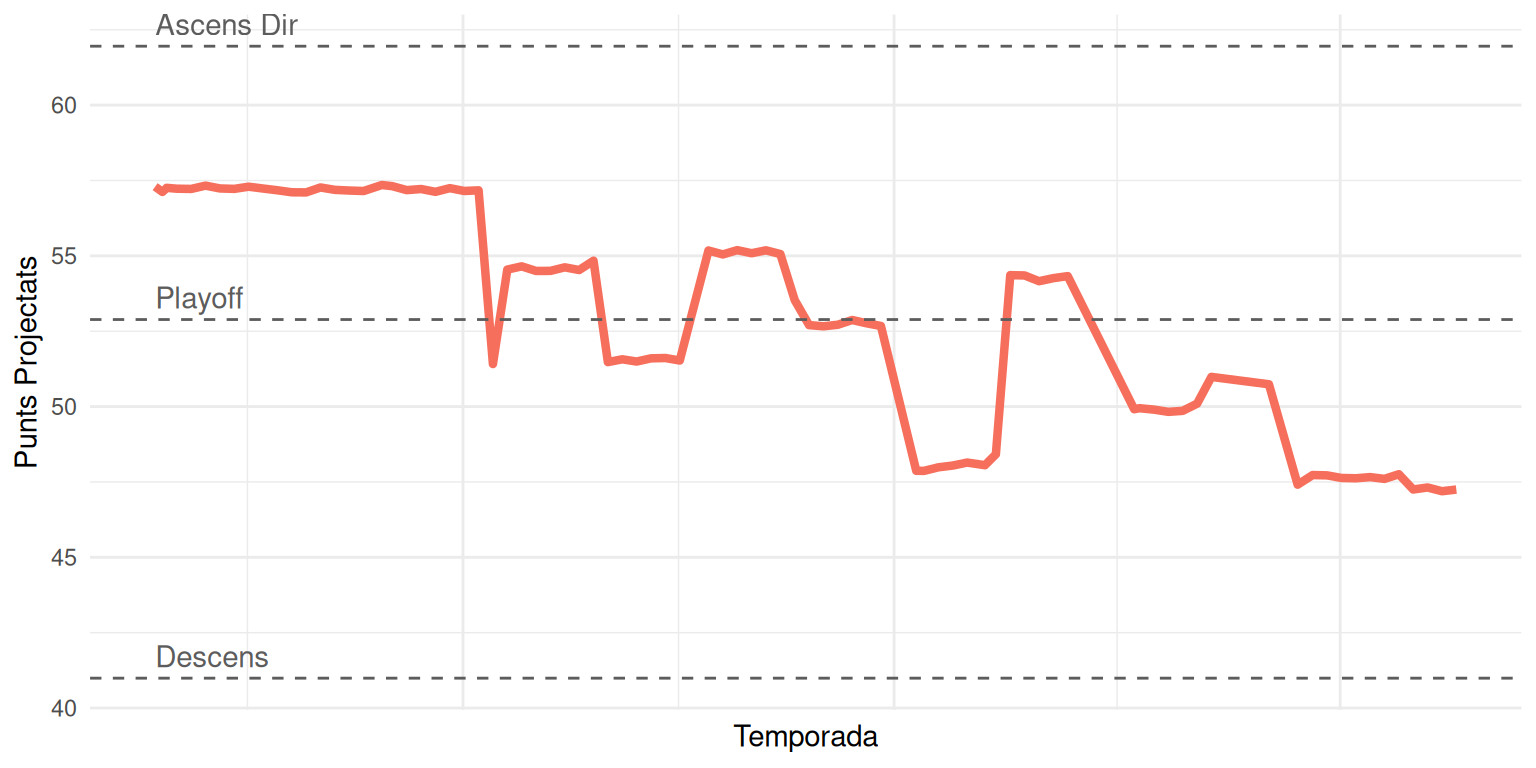 Ascens Dir
60
55
Playoff
50
45
Descens
40
Punts Projectats
Temporada